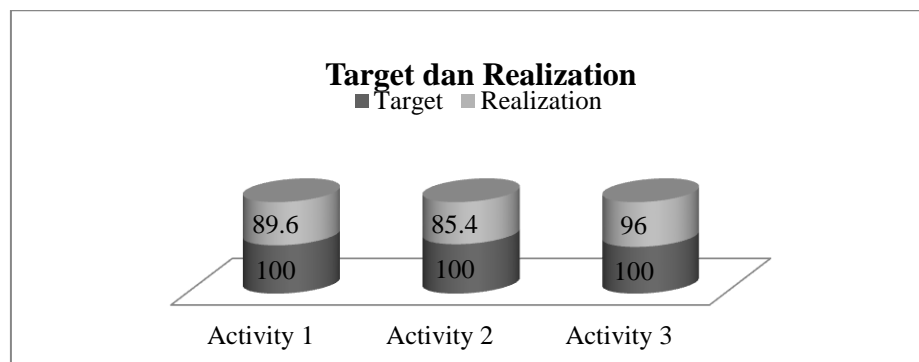 Target dan Realization
Target Realization
89.6 85.4 96
100 100 100
Activity 1 Activity 2 Activity 3